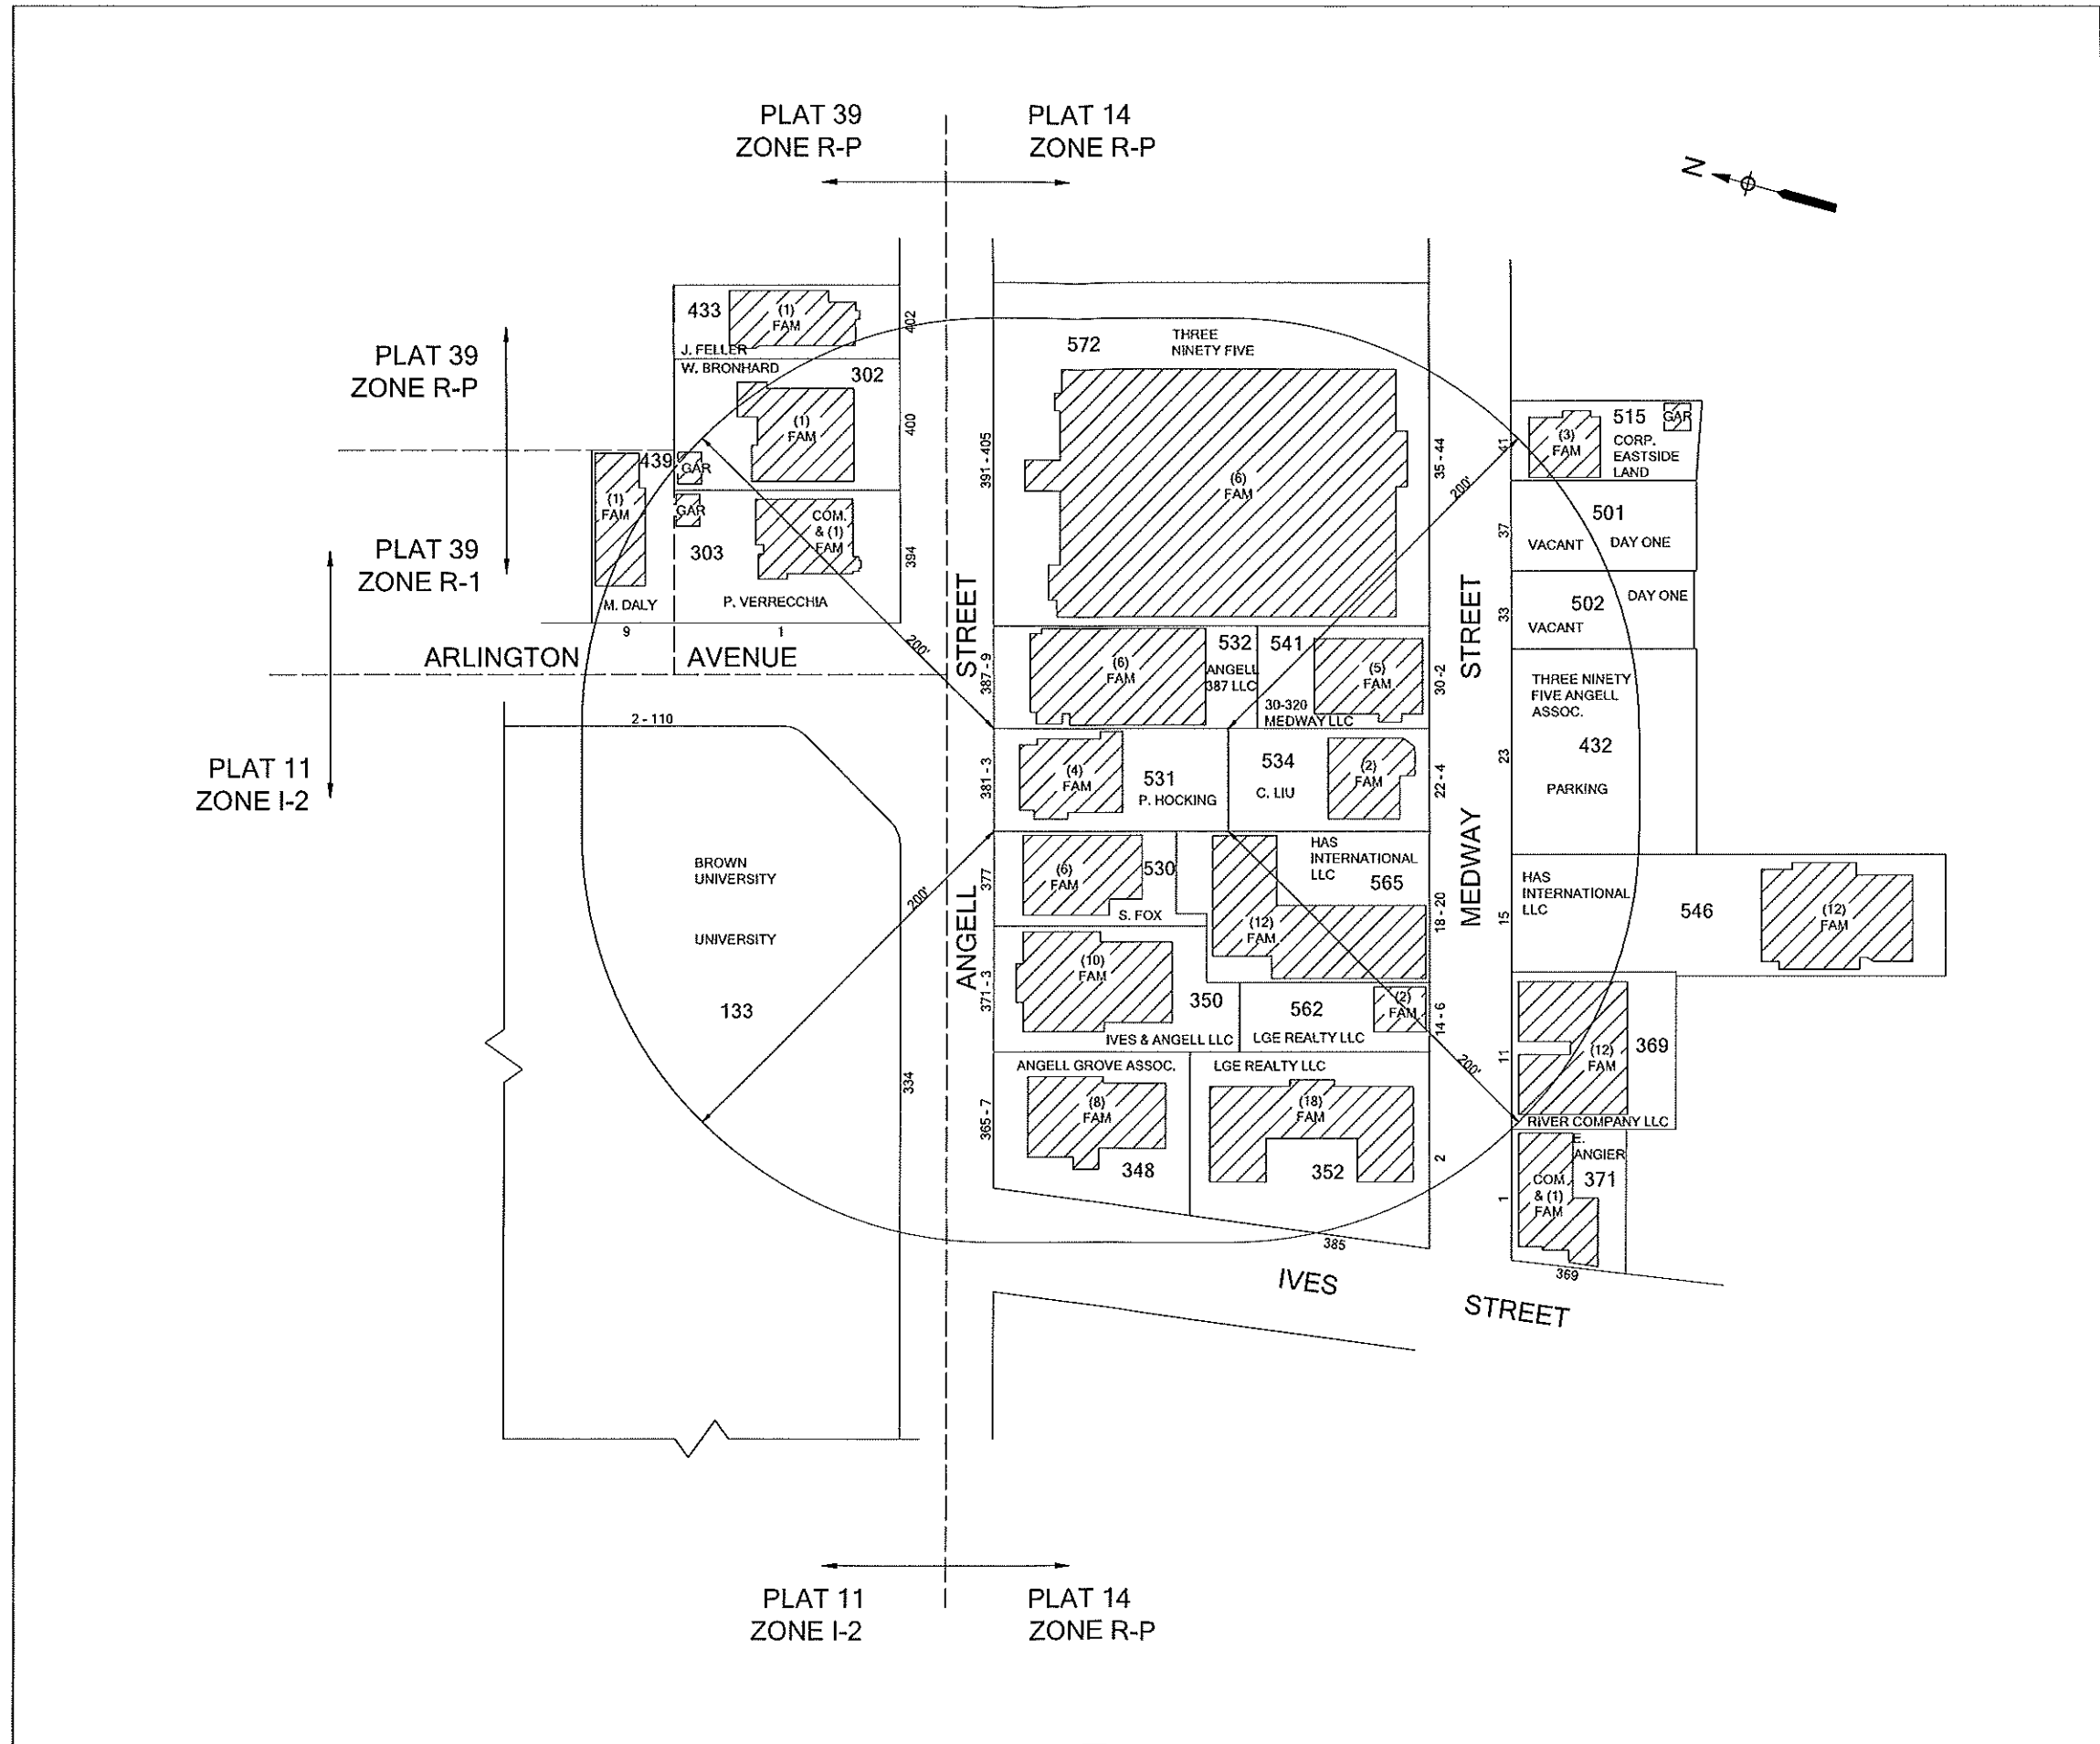 PLAT 39
ZONE R-P
PLAT 14
ZONE R-P
N
PLAT 39
ZONE R-P
PLAT 39
ZONE R-1
PLAT 11
ZONE I-2
433
(1)
FAM
J. FELLER
402
W. BRONHARD
302
(1)
FAM
400
439
GAR
(1)
FAM
GAR
303
COM.
& (1)
FAM
394
M. DALY
P. VERRECCHIA
9
1
ARLINGTON
AVENUE
200'
2 - 110
BROWN
UNIVERSITY
UNIVERSITY
133
334
200'
STREET
ANGELL
572
THREE
NINETY FIVE
391 - 405
(6)
FAM
35 - 44
200'
387 - 9
(6)
FAM
532
ANGELL
387 LLC
541
(5)
FAM
30-320
MEDWAY LLC
30 -2
381 - 3
(4)
FAM
531
P. HOCKING
534
C. LIU
(2)
FAM
22 - 4
377
(6)
FAM
530
S. FOX
HAS
INTERNATIONAL
LLC
565
(12)
FAM
18 - 20
371 - 3
(10)
FAM
350
IVES & ANGELL LLC
562
LGE REALTY LLC
(2)
FAM
14 - 6
200'
365 - 7
ANGELL GROVE ASSOC.
(8)
FAM
348
LGE REALTY LLC
(18)
FAM
352
2
385
STREET
MEDWAY
41
(3)
FAM
515
GAR
CORP.
EASTSIDE
LAND
37
501
VACANT
DAY ONE
33
502
DAY ONE
VACANT
THREE NINETY
FIVE ANGELL
ASSOC.
432
23
PARKING
HAS
INTERNATIONAL
LLC
15
546
(12)
FAM
11
(12)
FAM
369
RIVER COMPANY LLC
E.
ANGIER
371
COM.
& (1)
FAM
1
369
IVES
STREET
PLAT 11
ZONE I-2
PLAT 14
ZONE R-P